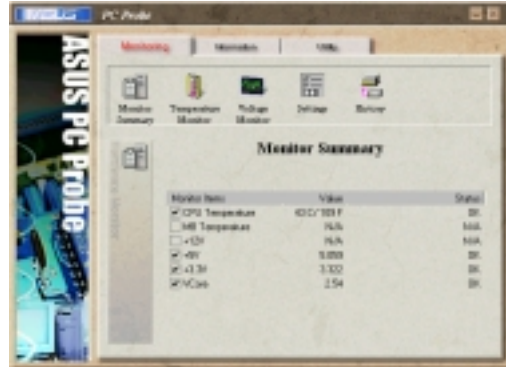 PC Probe
ASUS PC Probe
Monitoring Information Utility
Monitor Summary
Temperature Monitor
Voltage Monitor
Settings
History
Monitor Summary
Monitor Items Value Status
CPU Temperature OK
MB Temperature N/A N/A
+12V N/A N/A
+5V OK
+3.3V 3.322 OK
VCore 2.54 OK